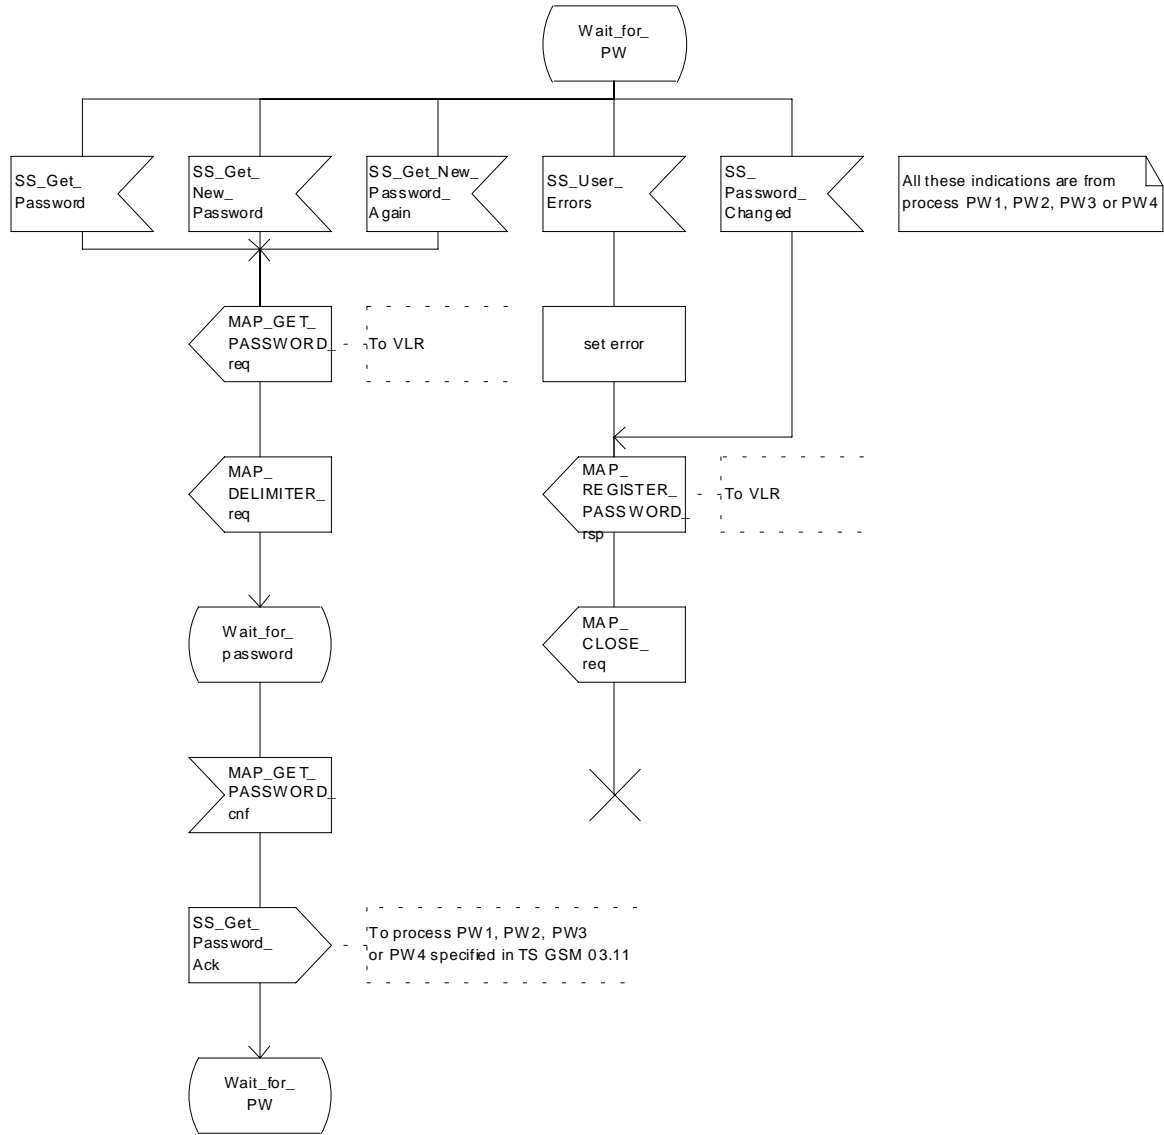 Wait_for_
PW
SS_Get_
Password
SS_Get_
New_
Password
SS_Get_New_
Password_
Again
SS_User_
Errors
SS_
Password_
Changed
All these indications are from
process PW1, PW2, PW3 or PW4
MAP_GET_
PASSWORD_
req
To VLR
set error
MAP_
DELIMITER_
req
MAP_
REGISTER_
PASSWORD_
rsp
To VLR
Wait_for_
password
MAP_
CLOSE_
req
MAP_GET_
PASSWORD_
cnf
SS_Get_
Password_
Ack
To process PW1, PW2, PW3
or PW4 specified in TS GSM 03.11
Wait_for_
PW